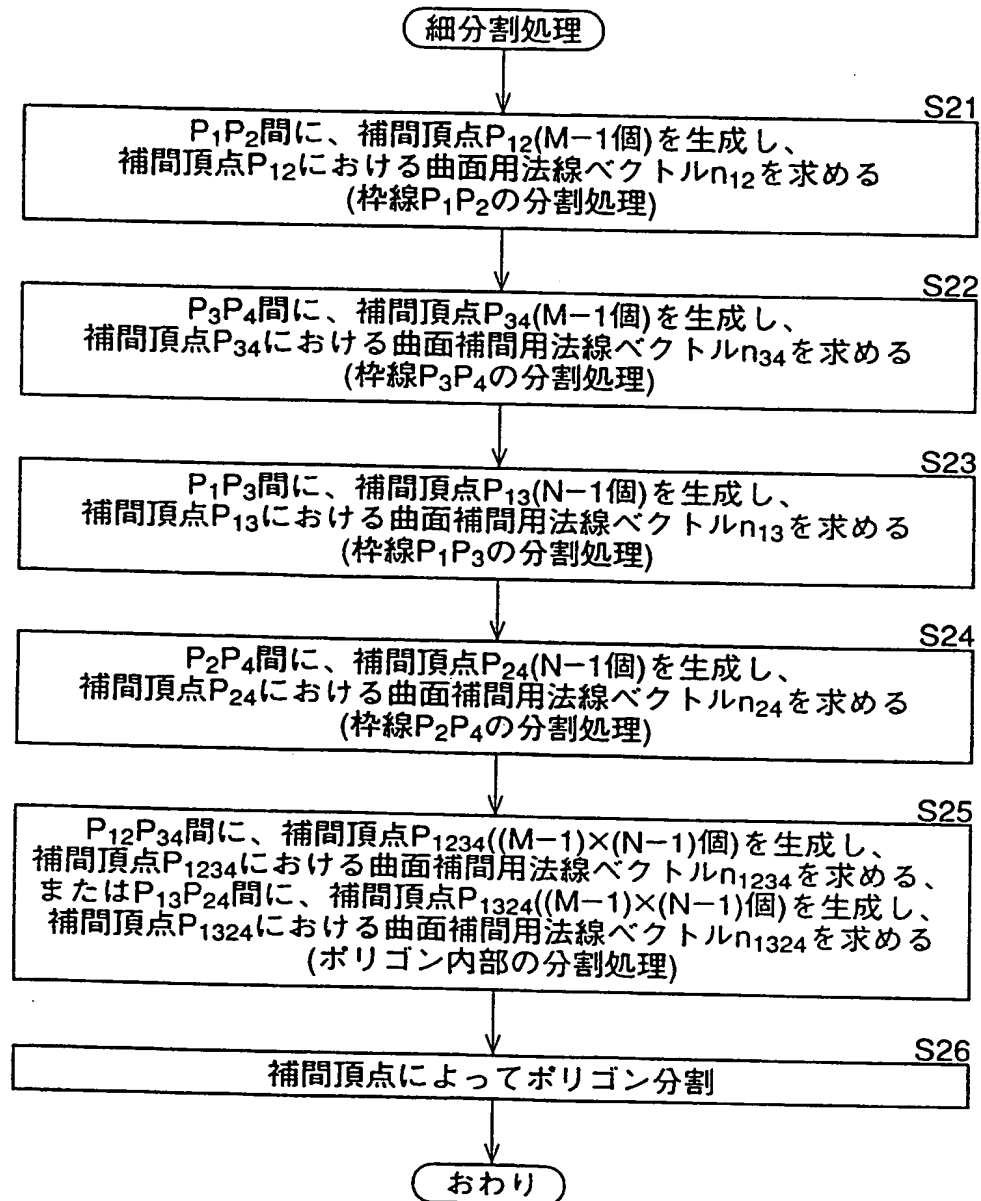 細分割処理
S21
P₁P₂間に、補間頂点P₁₂(M−1個)を生成し、
補間頂点P₁₂における曲面用法線ベクトルn₁₂を求める
(枠線P₁P₂の分割処理)
S22
P₃P₄間に、補間頂点P₃₄(M−1個)を生成し、
補間頂点P₃₄における曲面補間用法線ベクトルn₃₄を求める
(枠線P₃P₄の分割処理)
S23
P₁P₃間に、補間頂点P₁₃(N−1個)を生成し、
補間頂点P₁₃における曲面補間用法線ベクトルn₁₃を求める
(枠線P₁P₃の分割処理)
S24
P₂P₄間に、補間頂点P₂₄(N−1個)を生成し、
補間頂点P₂₄における曲面補間用法線ベクトルn₂₄を求める
(枠線P₂P₄の分割処理)
S25
P₁₂P₃₄間に、補間頂点P₁₂₃₄((M−1)×(N−1)個)を生成し、
補間頂点P₁₂₃₄における曲面補間用法線ベクトルn₁₂₃₄を求める、
またはP₁₃P₂₄間に、補間頂点P₁₃₂₄((M−1)×(N−1)個)を生成し、
補間頂点P₁₃₂₄における曲面補間用法線ベクトルn₁₃₂₄を求める
(ポリゴン内部の分割処理)
S26
補間頂点によってポリゴン分割
おわり